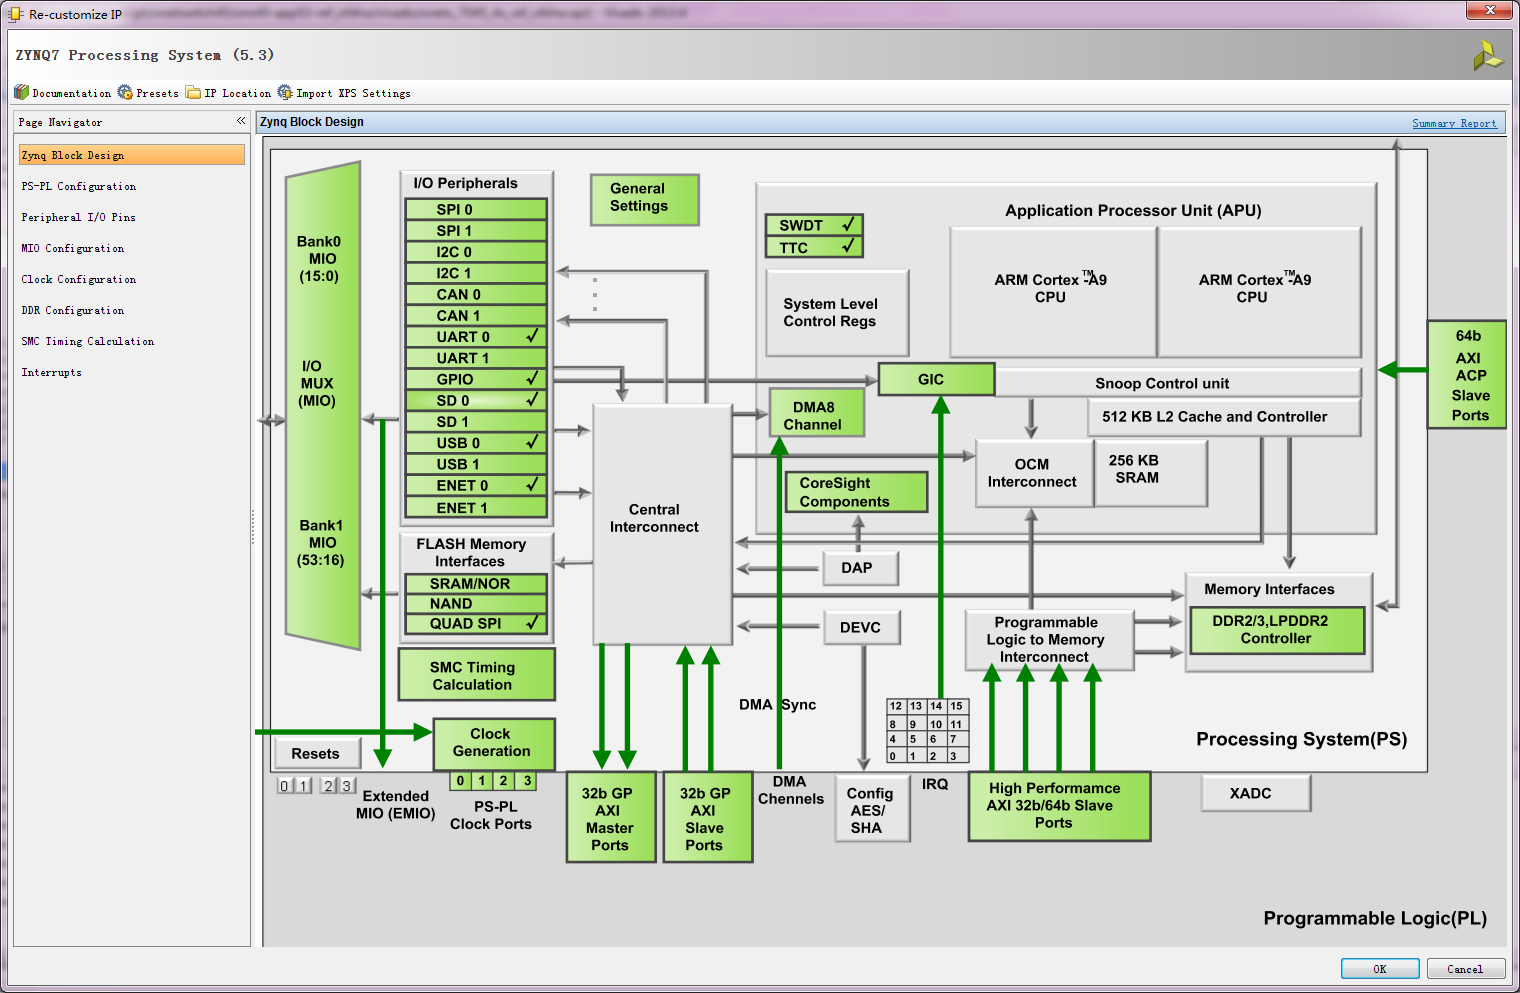 Re-customize IP
ZYNQ7 Processing System (5.3)
Documentation
Presets
IP Location
Import XPS Settings
Page Navigator
«
Zynq Block Design
PS-PL Configuration
Peripheral I/O Pins
MIO Configuration
Clock Configuration
DDR Configuration
SMC Timing Calculation
Interrupts
Zynq Block Design
Summary Report
Bank0
MIO
(15:0)
I/O
MUX
(MIO)
Bank1
MIO
(53:16)
I/O Peripherals
SPI 0
SPI 1
I2C 0
I2C 1
CAN 0
CAN 1
UART 0 ✓
UART 1
GPIO ✓
SD 0 ✓
SD 1
USB 0 ✓
USB 1
ENET 0 ✓
ENET 1
FLASH Memory
Interfaces
SRAM/NOR
NAND
QUAD SPI ✓
SMC Timing
Calculation
Clock
Generation
0 1 2 3
PS-PL
Clock Ports
Resets
0 1 2 3
Extended
MIO (EMIO)
General
Settings
Central
Interconnect
32b GP
AXI
Master
Ports
32b GP
AXI
Slave
Ports
Application Processor Unit (APU)
SWDT ✓
TTC ✓
System Level
Control Regs
ARM Cortex™-A9
CPU
ARM Cortex™-A9
CPU
GIC
Snoop Control unit
DMA8
Channel
512 KB L2 Cache and Controller
OCM
Interconnect
256 KB
SRAM
CoreSight
Components
DAP
DEVC
Programmable
Logic to Memory
Interconnect
Memory Interfaces
DDR2/3,LPDDR2
Controller
64b
AXI
ACP
Slave
Ports
DMA Sync
DMA
Channels
12 13 14 15
8 9 10 11
4 5 6 7
0 1 2 3
IRQ
Config
AES/
SHA
High Performamce
AXI 32b/64b Slave
Ports
Processing System(PS)
XADC
Programmable Logic(PL)
OK
Cancel